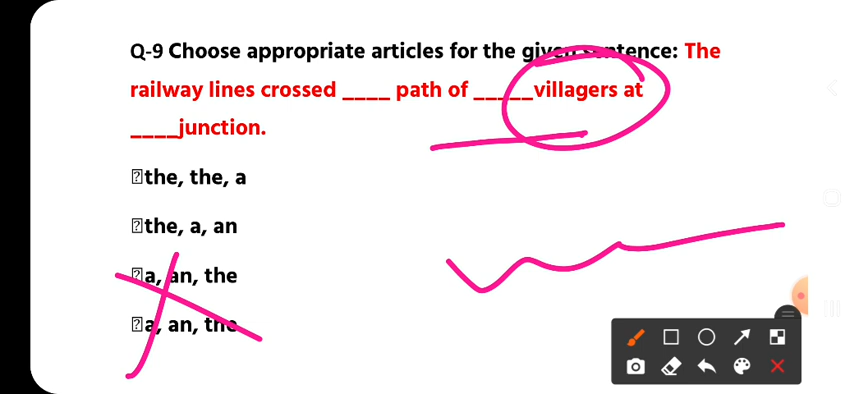 Q-9 Choose appropriate articles for the given sentence: The
railway lines crossed ____ path of _____villagers at
____junction.
the, the, a
the, a, an
a, an, the
a, an, the